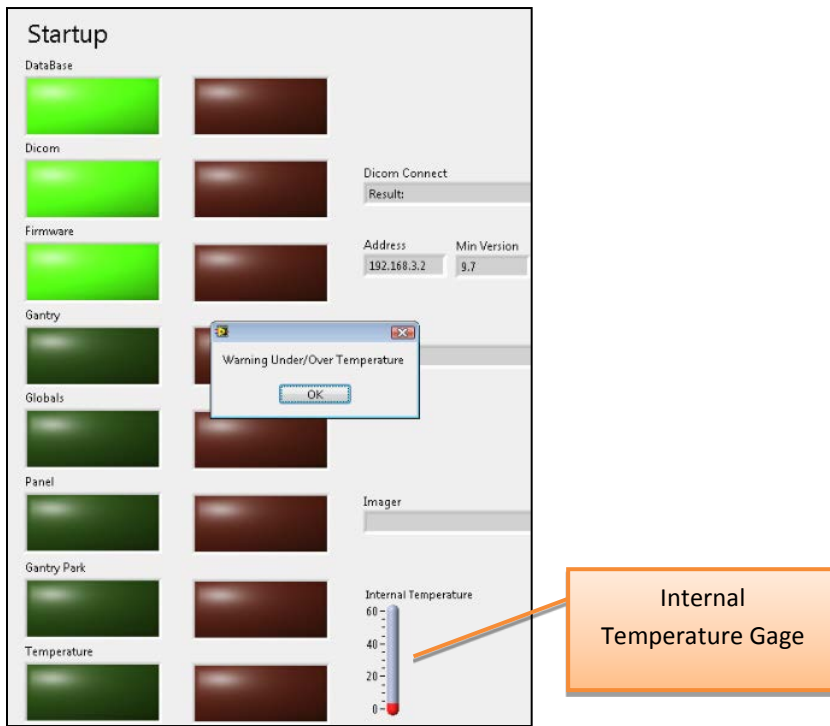 Startup
DataBase
Dicom
Dicom Connect
Result:
Firmware
Address Min Version
192.168.3.2 9.7
Gantry
Warning Under/Over Temperature
OK
Globals
Panel
Imager
Gantry Park
Internal Temperature
60
40
Temperature
20
0
Internal
Temperature Gage